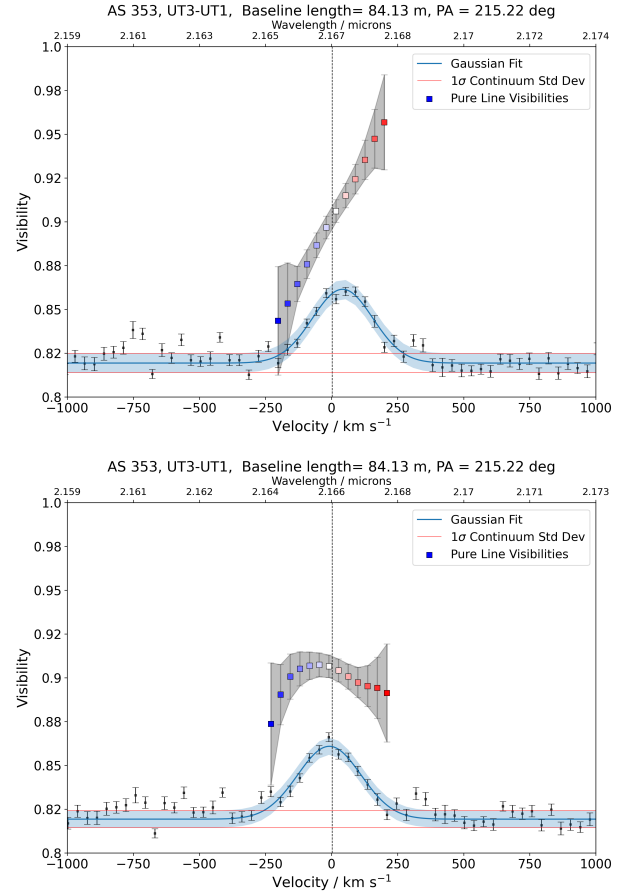 AS 353, UT3-UT1, Baseline length= 84.13 m, PA = 215.22 deg
Wavelength / microns
2.159 2.161 2.162 2.163 2.165 2.166 2.167 2.168 2.17 2.172 2.174
1.0
0.98
0.95
0.92
0.9
0.88
0.85
0.82
0.8
Visibility
Gaussian Fit
1σ Continuum Std Dev
Pure Line Visibilities
−1000 −750 −500 −250 0 250 500 750 1000
Velocity / km s⁻¹
AS 353, UT3-UT1, Baseline length= 84.13 m, PA = 215.22 deg
Wavelength / microns
2.159 2.161 2.162 2.163 2.164 2.166 2.168 2.17 2.171 2.173
1.0
0.98
0.95
0.92
0.9
0.88
0.85
0.82
0.8
Visibility
Gaussian Fit
1σ Continuum Std Dev
Pure Line Visibilities
−1000 −750 −500 −250 0 250 500 750 1000
Velocity / km s⁻¹